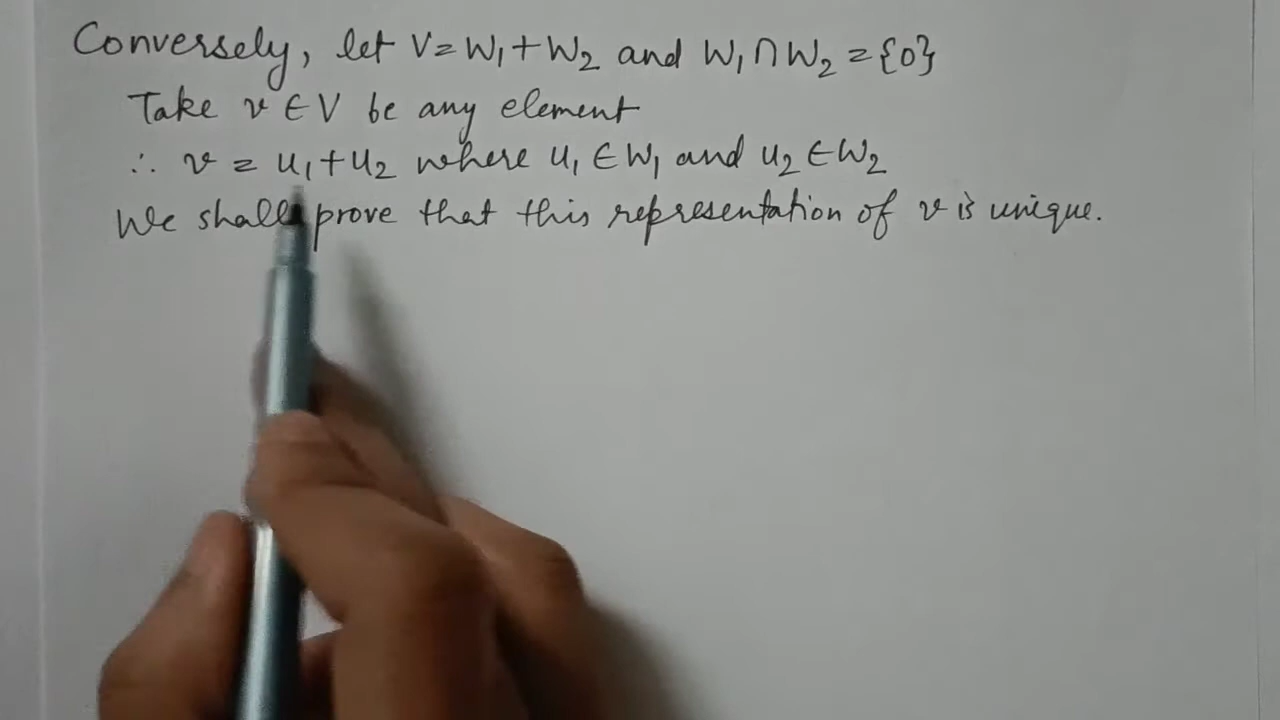 Conversely, let V = W₁ + W₂ and W₁ ∩ W₂ = {0}
Take v ∈ V be any element
∴ v = u₁ + u₂ where u₁ ∈ W₁ and u₂ ∈ W₂
We shall prove that this representation of v is unique.